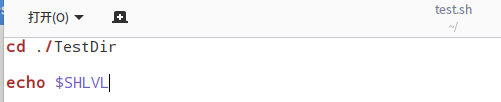 打开(O)
test.sh
~/
cd ./TestDir
echo $SHLVL